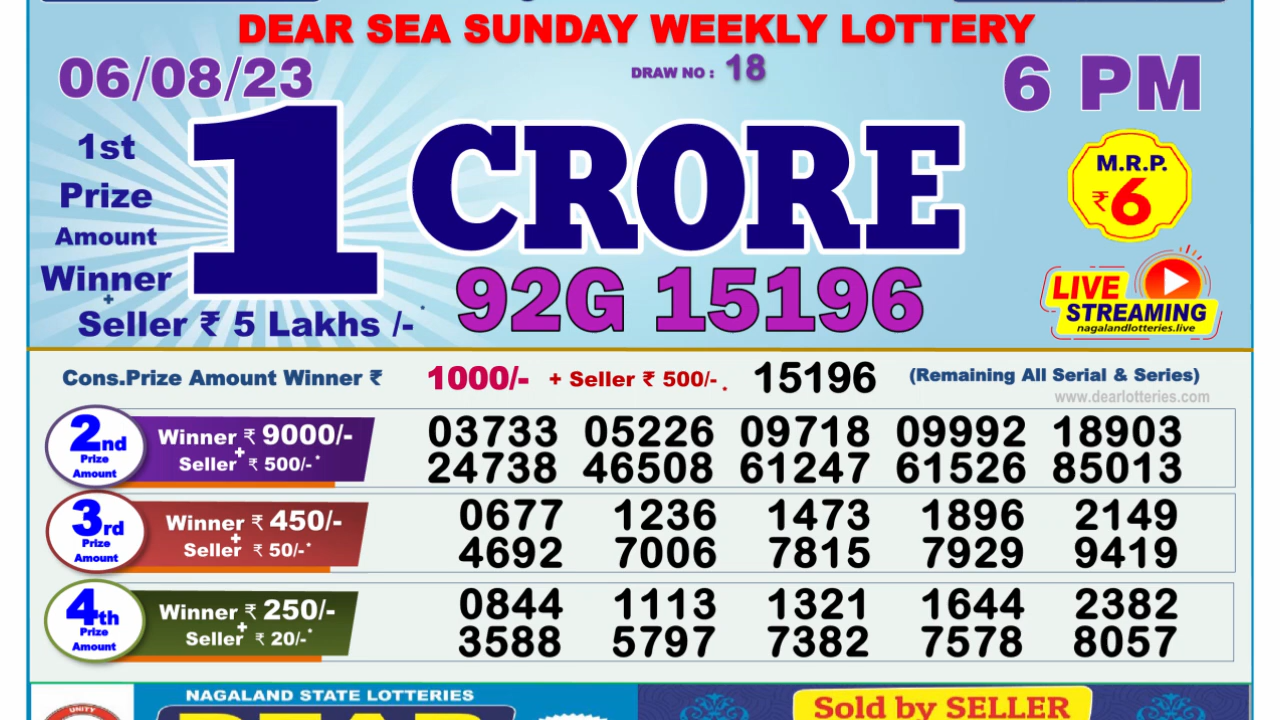 DEAR SEA SUNDAY WEEKLY LOTTERY
06/08/23
DRAW NO : 18
6 PM
1st
Prize
Amount
Winner
+
Seller ₹ 5 Lakhs /- *
1 CRORE
92G 15196
M.R.P.
₹6
LIVE
STREAMING
nagalandlotteries.live
Cons.Prize Amount Winner ₹ 1000/- + Seller ₹ 500/- . 15196 (Remaining All Serial & Series)
www.dearlotteries.com
2nd
Prize
Amount
Winner ₹ 9000/-
+
Seller ₹ 500/-*
03733 05226 09718 09992 18903
24738 46508 61247 61526 85013
3rd
Prize
Amount
Winner ₹ 450/-
+
Seller ₹ 50/-*
0677 1236 1473 1896 2149
4692 7006 7815 7929 9419
4th
Prize
Amount
Winner ₹ 250/-
+
Seller ₹ 20/-*
0844 1113 1321 1644 2382
3588 5797 7382 7578 8057
UNITY
NAGALAND STATE LOTTERIES
DEAR
Sold by SELLER